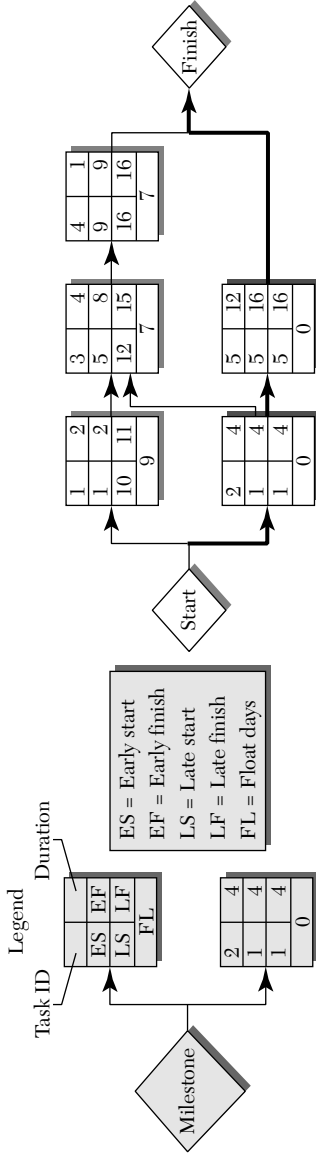 Legend
Task ID
Duration
ES EF
LS LF
FL
Milestone
2 4
1 4
1 4
0
ES = Early start
EF = Early finish
LS = Late start
LF = Late finish
FL = Float days
Start
1 2
1 2
10 11
9
2 4
1 4
1 4
0
3 4
5 8
12 15
7
5 12
5 16
5 16
0
4 1
9 9
16 16
7
Finish